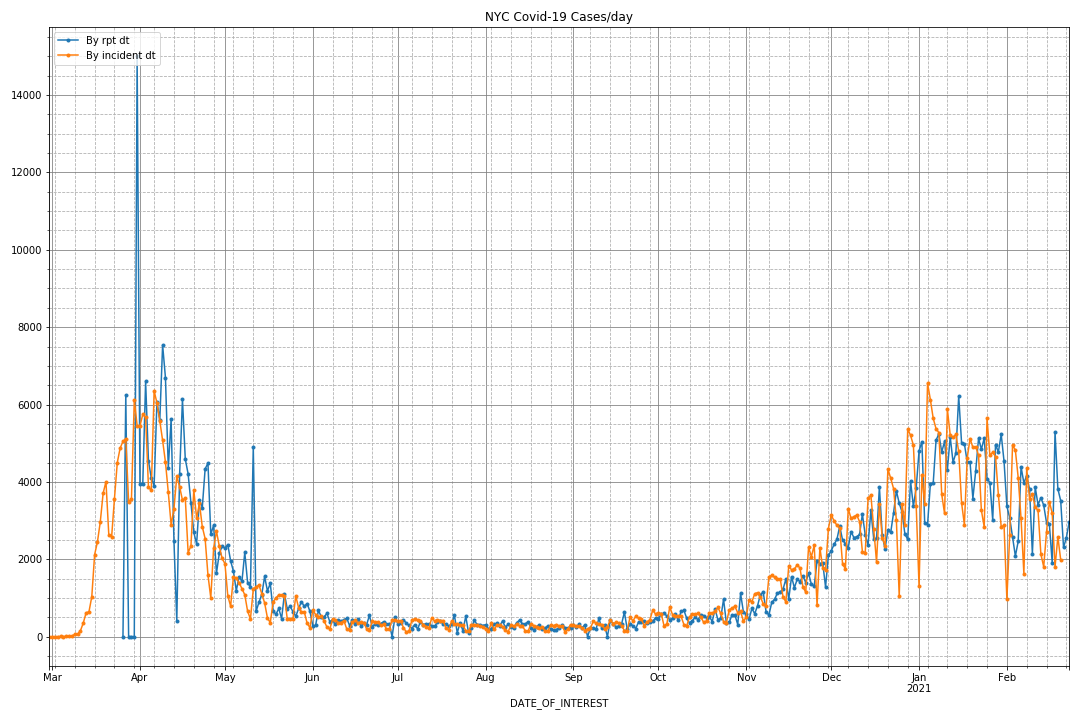 NYC Covid-19 Cases/day
By rpt dt
By incident dt
14000
12000
10000
8000
6000
4000
2000
0
Mar Apr May Jun Jul Aug Sep Oct Nov Dec Jan Feb
2021
DATE_OF_INTEREST